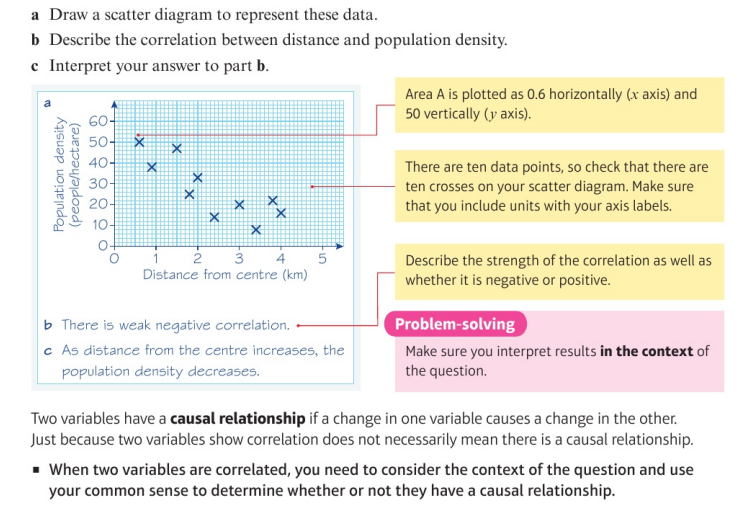 a Draw a scatter diagram to represent these data.
b Describe the correlation between distance and population density.
c Interpret your answer to part b.
a
Population density
(people/hectare)
60
50
40
30
20
10
0
0 1 2 3 4 5
Distance from centre (km)
Area A is plotted as 0.6 horizontally (x axis) and
50 vertically (y axis).
There are ten data points, so check that there are
ten crosses on your scatter diagram. Make sure
that you include units with your axis labels.
Describe the strength of the correlation as well as
whether it is negative or positive.
b There is weak negative correlation.
c As distance from the centre increases, the
population density decreases.
Problem-solving
Make sure you interpret results in the context of
the question.
Two variables have a causal relationship if a change in one variable causes a change in the other.
Just because two variables show correlation does not necessarily mean there is a causal relationship.
▪ When two variables are correlated, you need to consider the context of the question and use
your common sense to determine whether or not they have a causal relationship.